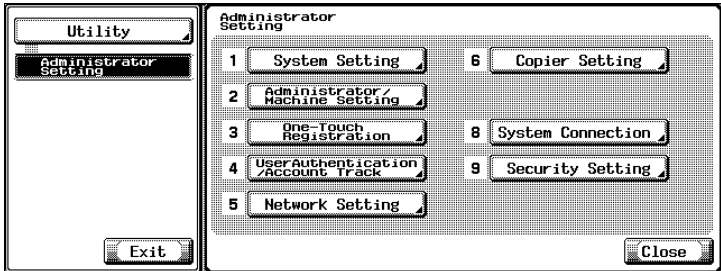 Utility
Administrator
Setting
Exit
Administrator
Setting
1 System Setting
2 Administrator/
Machine Setting
3 One-Touch
Registration
4 UserAuthentication
/Account Track
5 Network Setting
6 Copier Setting
8 System Connection
9 Security Setting
Close